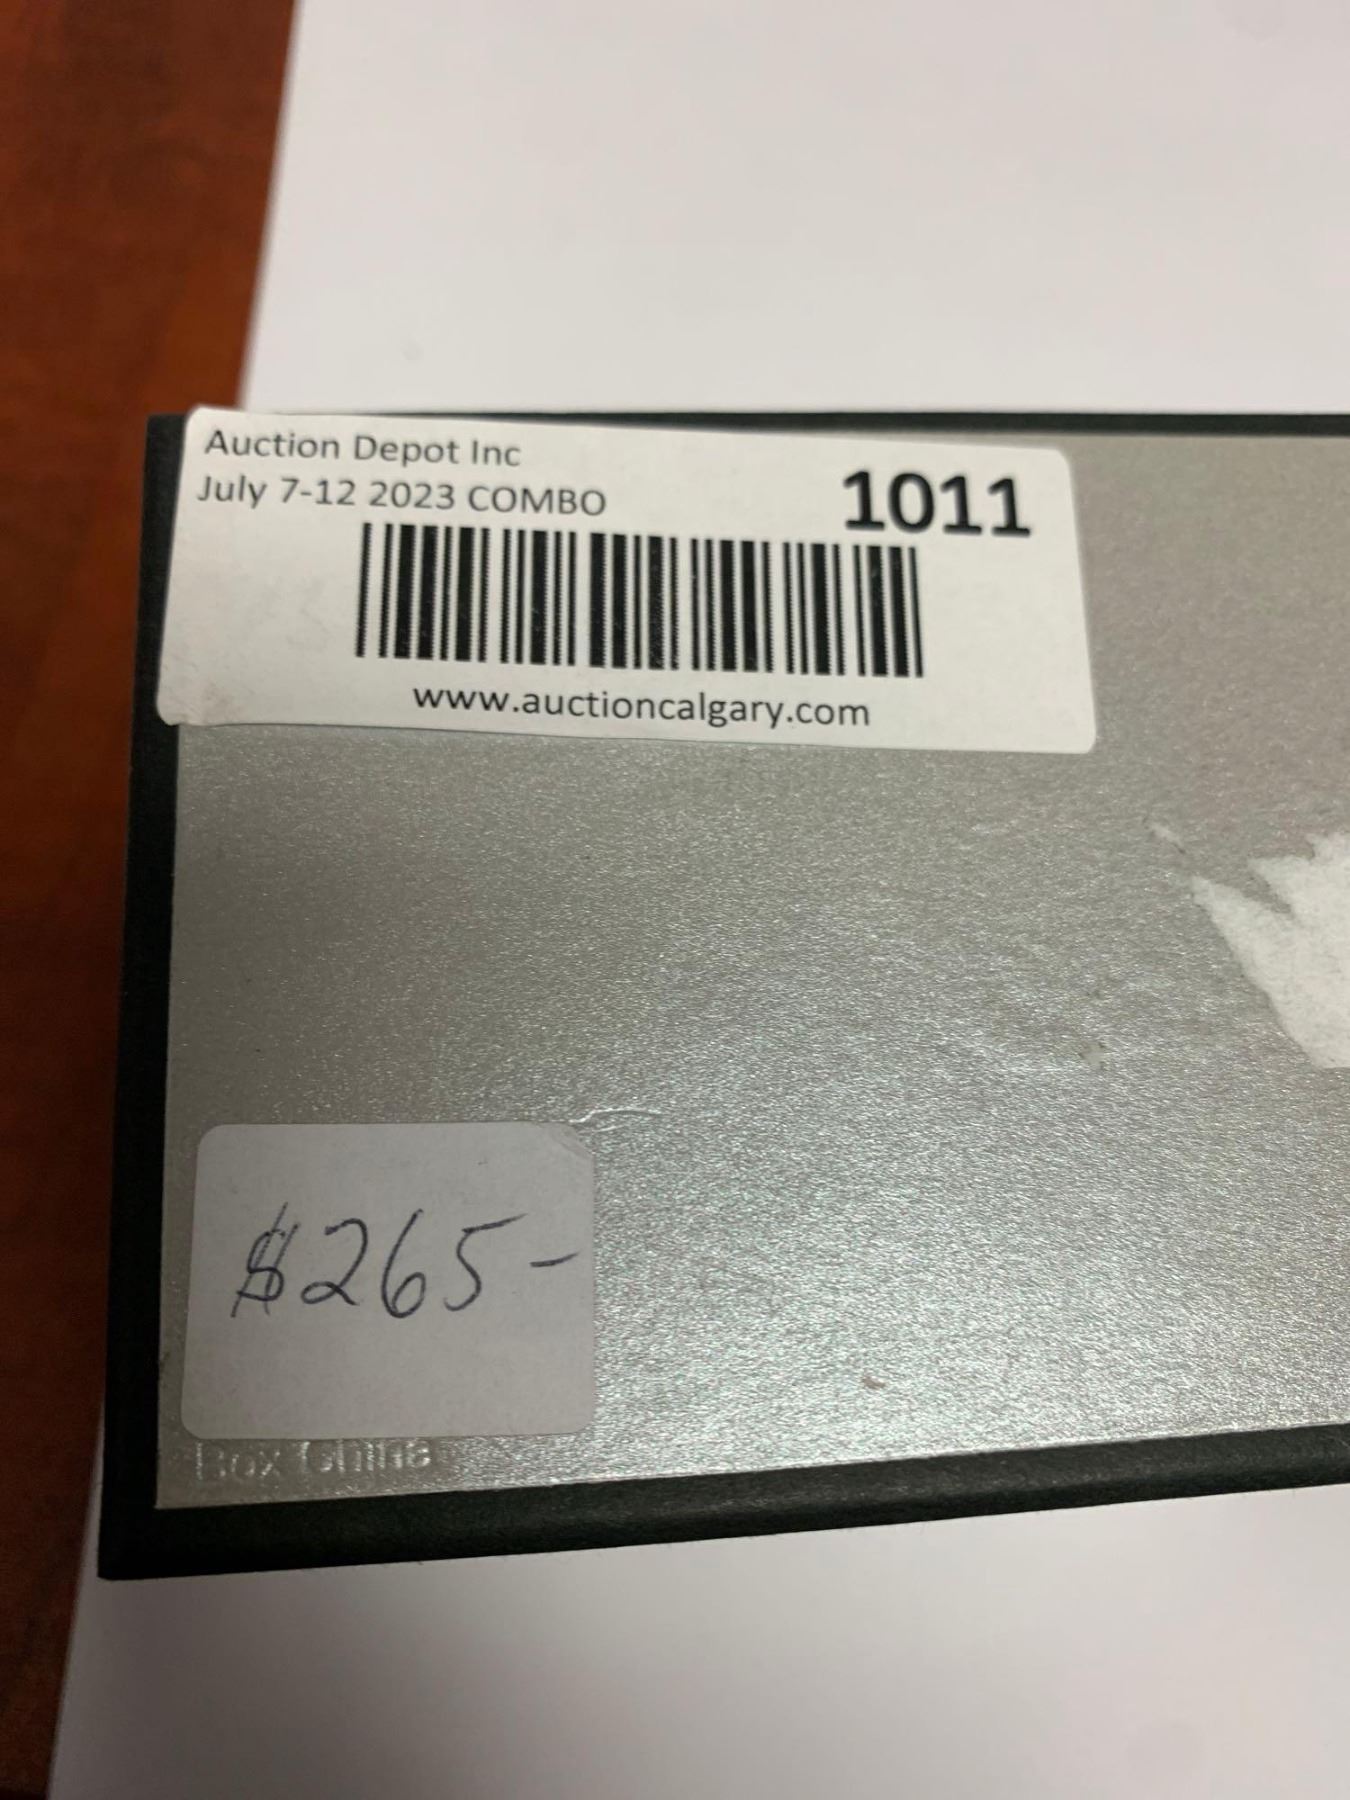 Auction Depot Inc
July 7-12 2023 COMBO
1011
www.auctioncalgary.com
$265-
Box China